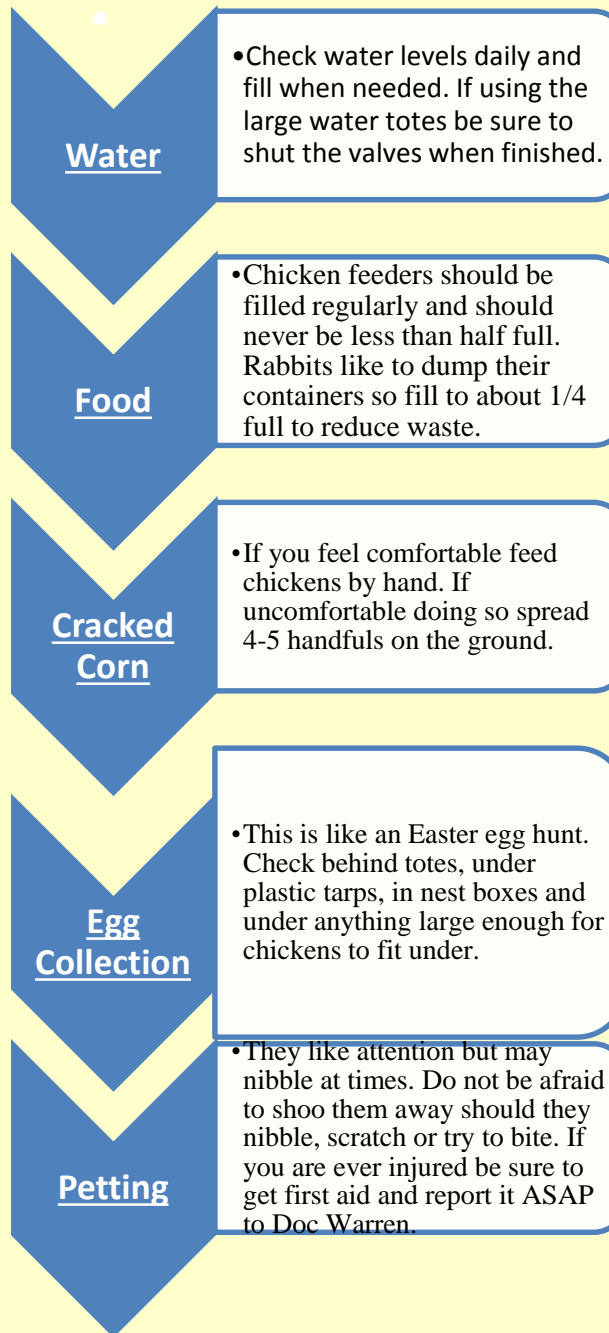 Water
•Check water levels daily and
fill when needed. If using the
large water totes be sure to
shut the valves when finished.
Food
•Chicken feeders should be
filled regularly and should
never be less than half full.
Rabbits like to dump their
containers so fill to about 1/4
full to reduce waste.
Cracked
Corn
•If you feel comfortable feed
chickens by hand. If
uncomfortable doing so spread
4-5 handfuls on the ground.
Egg
Collection
•This is like an Easter egg hunt.
Check behind totes, under
plastic tarps, in nest boxes and
under anything large enough for
chickens to fit under.
Petting
•They like attention but may
nibble at times. Do not be afraid
to shoo them away should they
nibble, scratch or try to bite. If
you are ever injured be sure to
get first aid and report it ASAP
to Doc Warren.